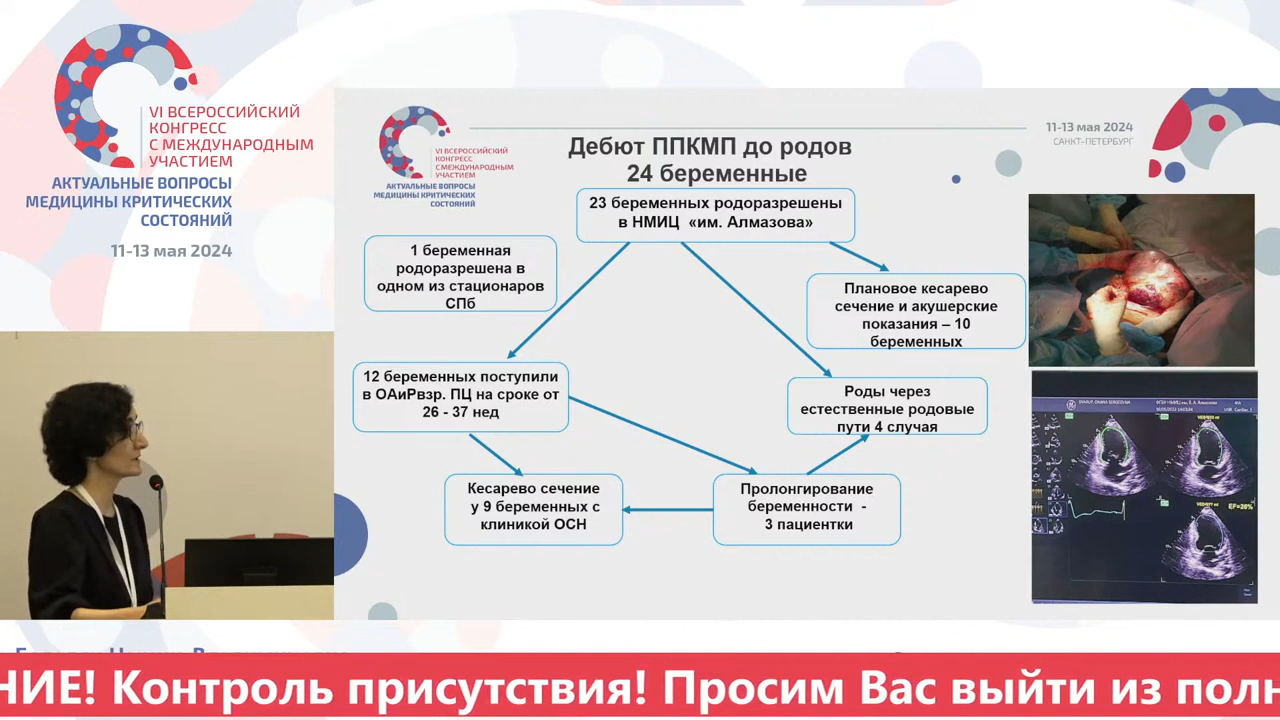 VI ВСЕРОССИЙСКИЙ
КОНГРЕСС
С МЕЖДУНАРОДНЫМ
УЧАСТИЕМ
АКТУАЛЬНЫЕ ВОПРОСЫ
МЕДИЦИНЫ КРИТИЧЕСКИХ
СОСТОЯНИЙ
11-13 мая 2024
VI ВСЕРОССИЙСКИЙ
КОНГРЕСС
С МЕЖДУНАРОДНЫМ
УЧАСТИЕМ
АКТУАЛЬНЫЕ ВОПРОСЫ
МЕДИЦИНЫ КРИТИЧЕСКИХ
СОСТОЯНИЙ
11-13 мая 2024
САНКТ-ПЕТЕРБУРГ
Дебют ППКМП до родов
24 беременные
23 беременных родоразрешены
в НМИЦ «им. Алмазова»
1 беременная
родоразрешена в
одном из стационаров
СПб
Плановое кесарево
сечение и акушерские
показания – 10
беременных
12 беременных поступили
в ОАиРвзр. ПЦ на сроке от
26 - 37 нед
Роды через
естественные родовые
пути 4 случая
Кесарево сечение
у 9 беременных с
клиникой ОСН
Пролонгирование
беременности -
3 пациентки
EF=26%
НИЕ! Контроль присутствия! Просим Вас выйти из полн